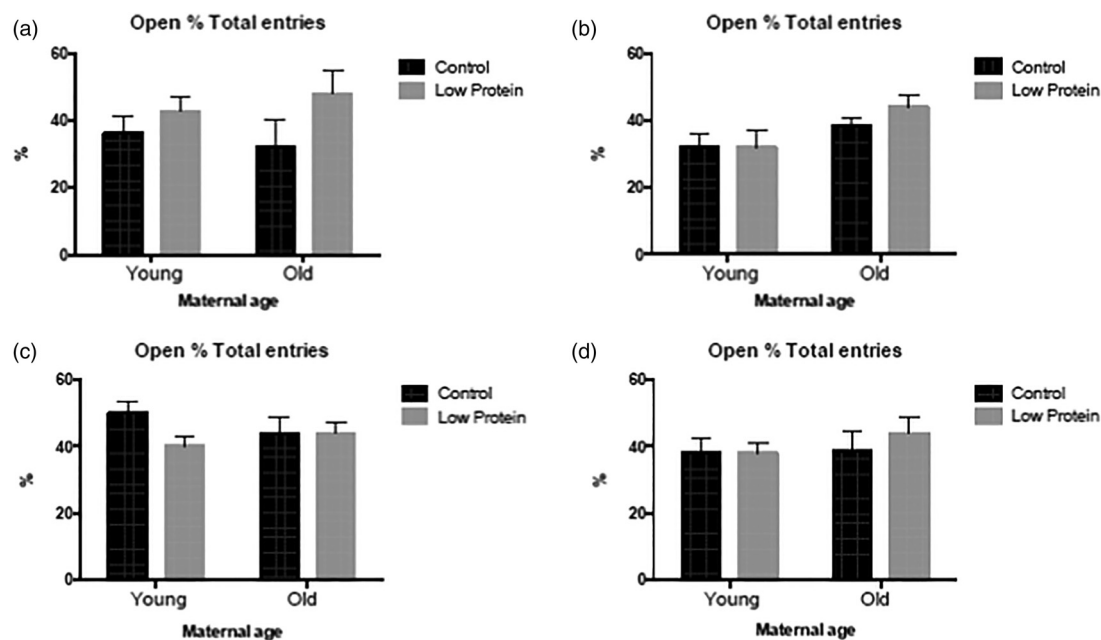 (a)
Open % Total entries
60
40
20
0
%
Control
Low Protein
Young
Old
Maternal age
(b)
Open % Total entries
60
40
20
0
%
Control
Low Protein
Young
Old
Maternal age
(c)
Open % Total entries
60
40
20
0
%
Control
Low Protein
Young
Old
Maternal age
(d)
Open % Total entries
60
40
20
0
%
Control
Low Protein
Young
Old
Maternal age